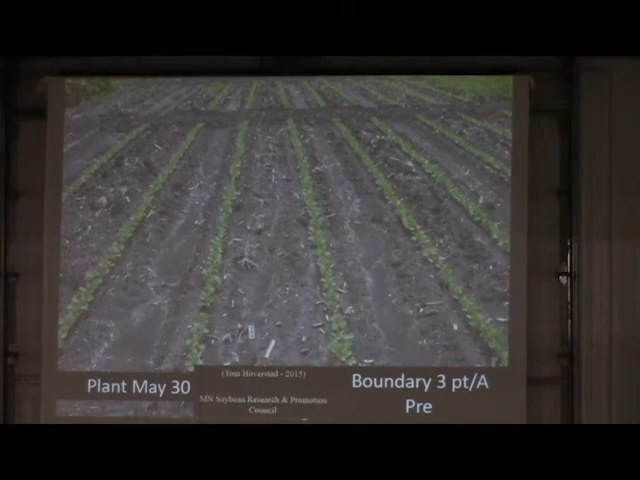 Plant May 30
(Tom Hoverstad - 2015)
MN Soybean Research & Promotion
Council
Boundary 3 pt/A
Pre